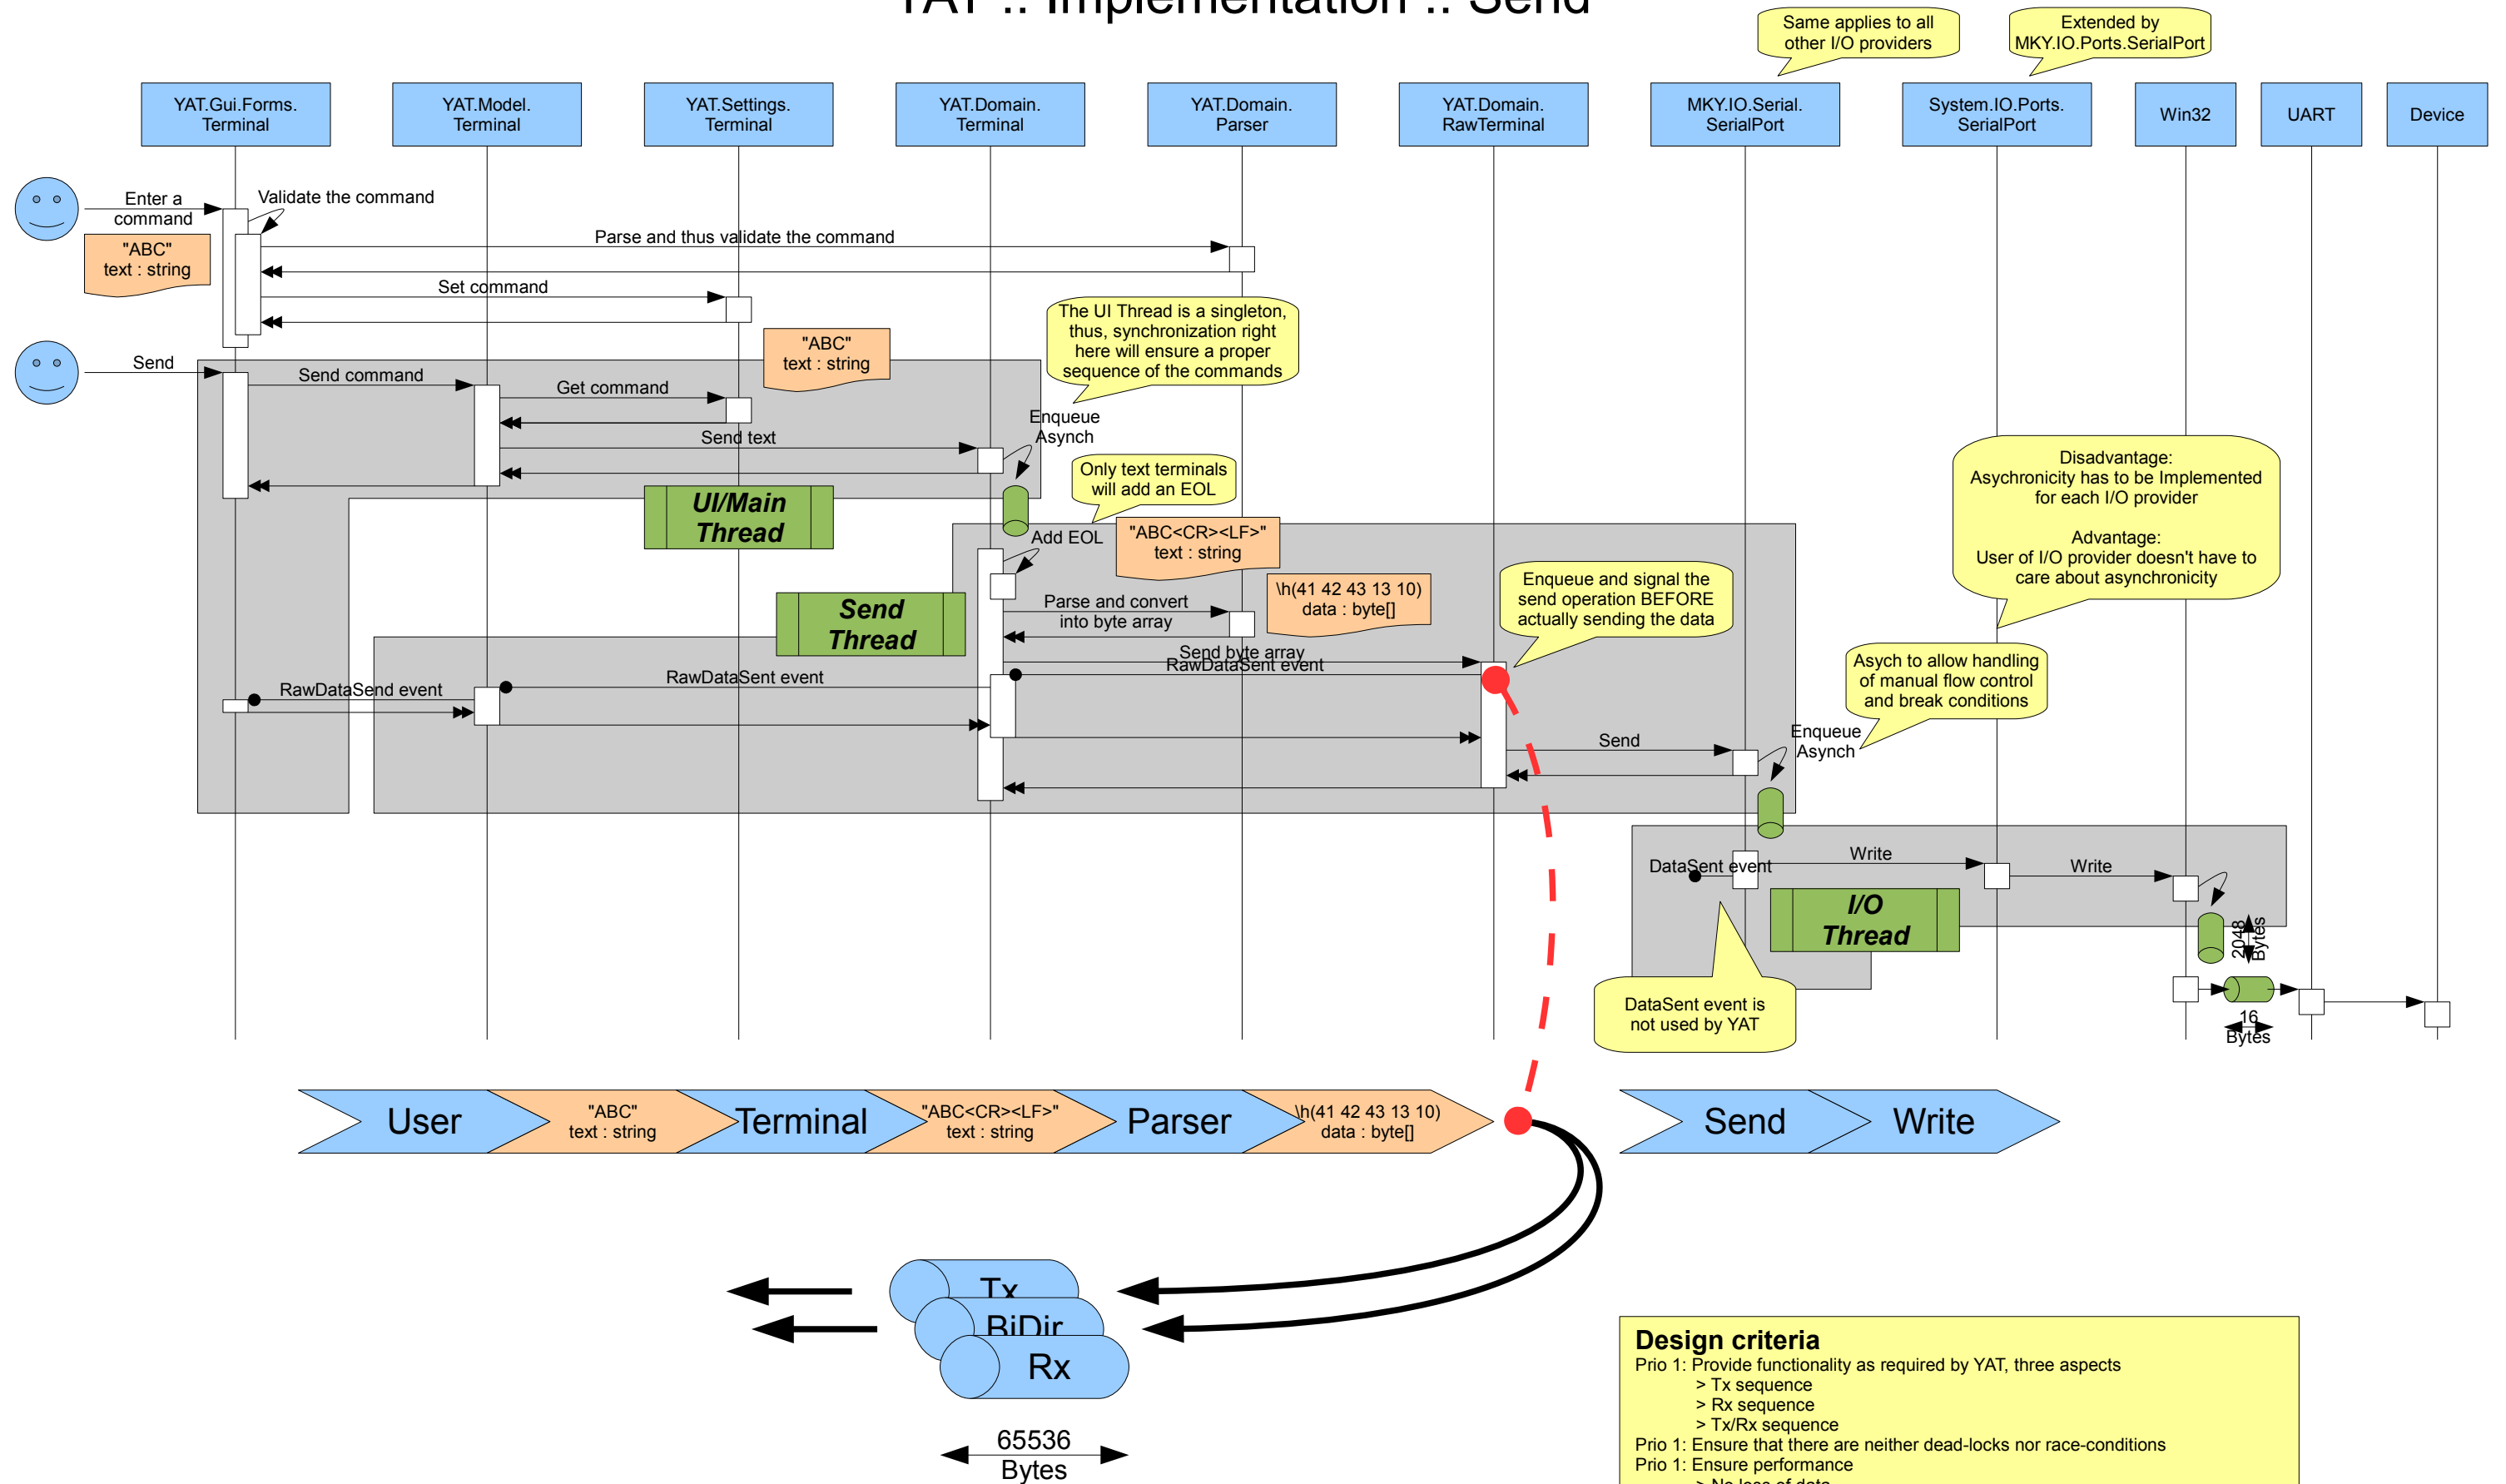 YAT :: Implementation :: Send
Same applies to all
other I/O providers
Extended by
MKY.IO.Ports.SerialPort
YAT.Gui.Forms.
Terminal
YAT.Model.
Terminal
YAT.Settings.
Terminal
YAT.Domain.
Terminal
YAT.Domain.
Parser
YAT.Domain.
RawTerminal
MKY.IO.Serial.
SerialPort
System.IO.Ports.
SerialPort
Win32
UART
Device
Enter a
command
Validate the command
"ABC"
text : string
Parse and thus validate the command
Set command
The UI Thread is a singleton,
thus, synchronization right
here will ensure a proper
sequence of the commands
"ABC"
text : string
Send
Send command
Get command
Send text
Enqueue
Asynch
Only text terminals
will add an EOL
UI/Main
Thread
Disadvantage:
Asychronicity has to be Implemented
for each I/O provider
Advantage:
User of I/O provider doesn't have to
care about asynchronicity
Add EOL
"ABC<CR><LF>"
text : string
\h(41 42 43 13 10)
data : byte[]
Enqueue and signal the
send operation BEFORE
actually sending the data
Send
Thread
Parse and convert
into byte array
Send byte array
RawDataSent event
RawDataSent event
RawDataSend event
Asych to allow handling
of manual flow control
and break conditions
Send
Enqueue
Asynch
DataSent event
Write
Write
I/O
Thread
2048
Bytes
DataSent event is
not used by YAT
16
Bytes
User
"ABC"
text : string
Terminal
"ABC<CR><LF>"
text : string
Parser
\h(41 42 43 13 10)
data : byte[]
Send
Write
Tx
BiDir
Rx
65536
Bytes
Design criteria
Prio 1: Provide functionality as required by YAT, three aspects
> Tx sequence
> Rx sequence
> Tx/Rx sequence
Prio 1: Ensure that there are neither dead-locks nor race-conditions
Prio 1: Ensure performance
> No loss of data